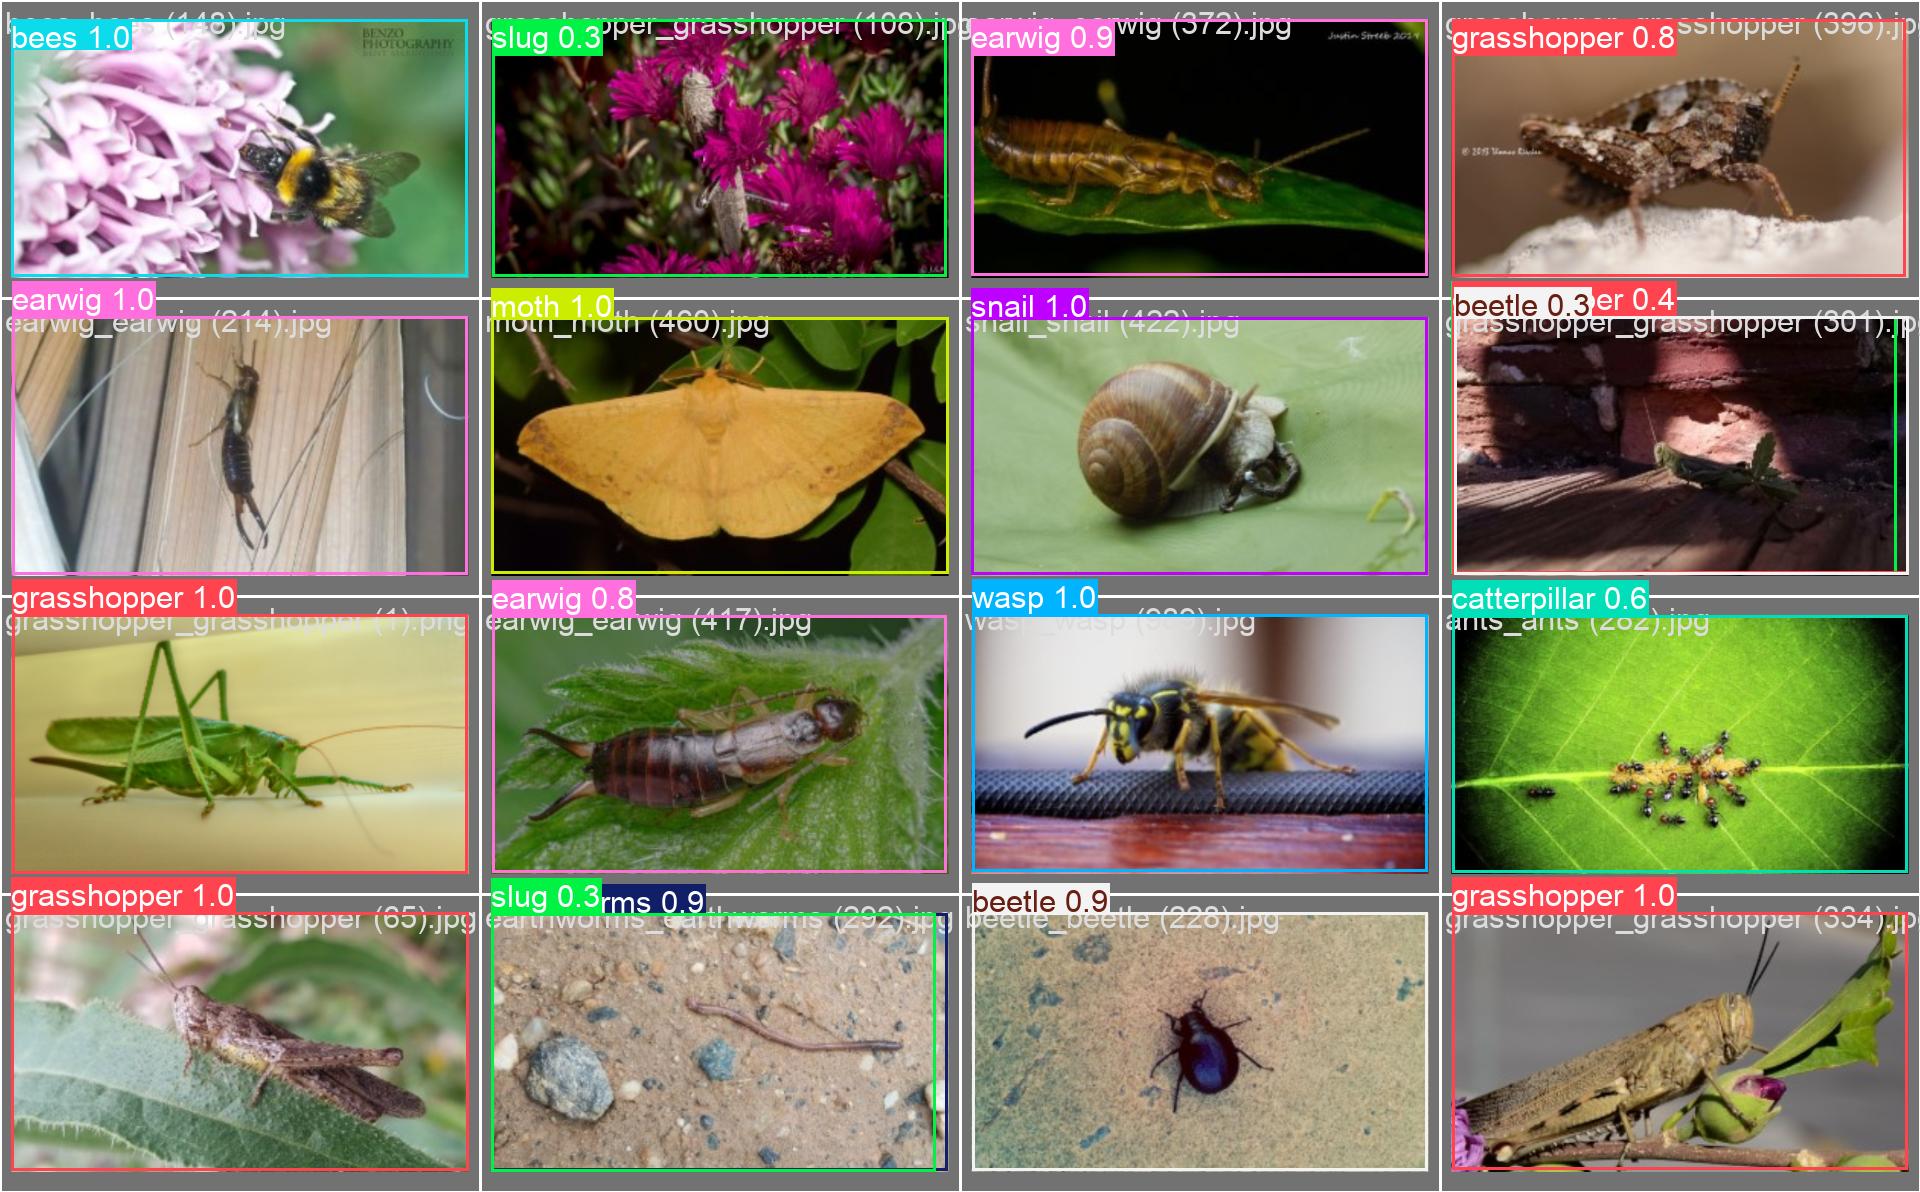 bees 1.0
bees_bees (148).jpg
BENZO
PHOTOGRAPHY
slug 0.3
grasshopper_grasshopper (108).jpg
earwig 0.9
earwig_earwig (372).jpg
Justin Streeb 2014
grasshopper 0.8
grasshopper_grasshopper (396).jp
earwig 1.0
earwig_earwig (214).jpg
moth 1.0
moth_moth (460).jpg
snail 1.0
snail_snail (422).jpg
beetle 0.3
er 0.4
grasshopper_grasshopper (301).jp
grasshopper 1.0
grasshopper_grasshopper (1).png
earwig 0.8
earwig_earwig (417).jpg
wasp 1.0
wasp_wasp (989).jpg
catterpillar 0.6
ants_ants (282).jpg
grasshopper 1.0
grasshopper_grasshopper (65).jpg
slug 0.3
rms 0.9
earthworms_earthworms (292).jpg
beetle 0.9
beetle_beetle (228).jpg
grasshopper 1.0
grasshopper_grasshopper (334).jp